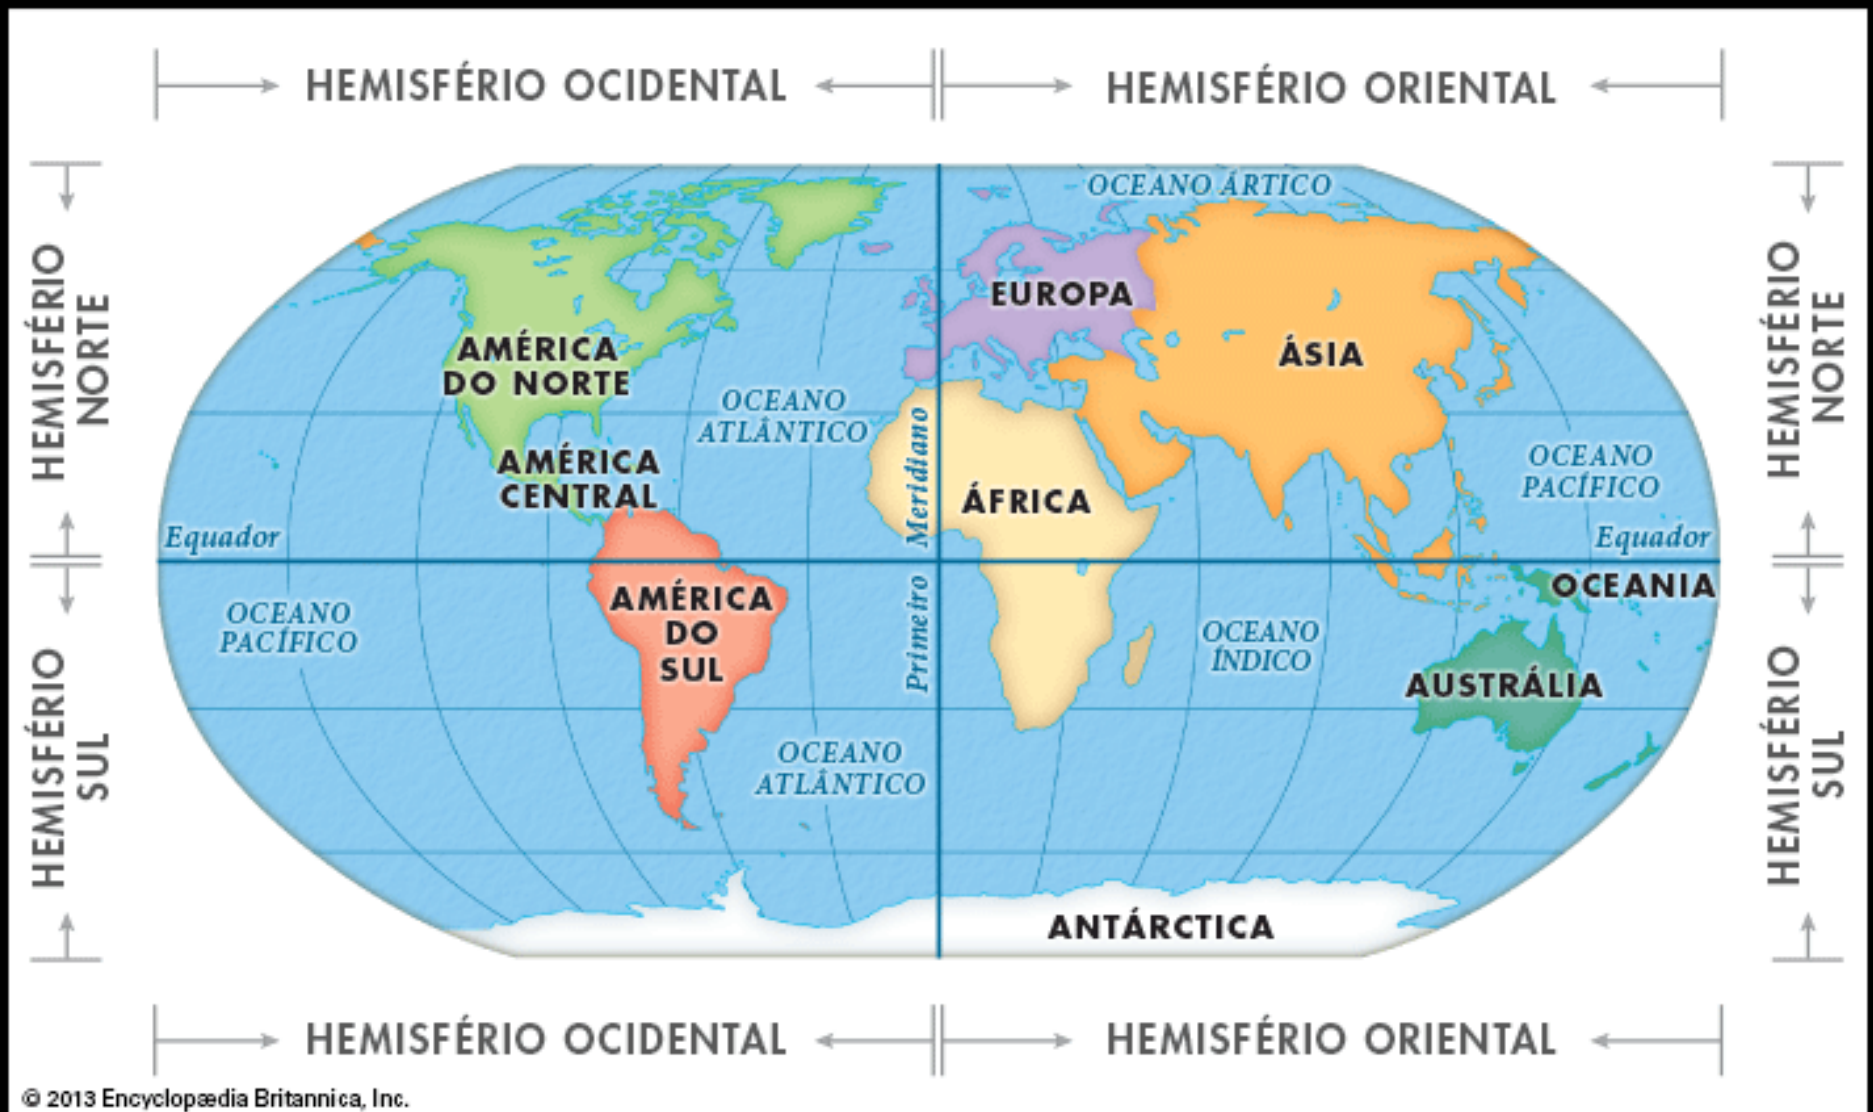 HEMISFÉRIO OCIDENTAL
HEMISFÉRIO ORIENTAL
HEMISFÉRIO
NORTE
HEMISFÉRIO
NORTE
OCEANO ÁRTICO
EUROPA
AMÉRICA
DO NORTE
ÁSIA
OCEANO
ATLÂNTICO
AMÉRICA
CENTRAL
ÁFRICA
OCEANO
PACÍFICO
Equador
Primeiro Meridiano
Equador
OCEANIA
OCEANO
PACÍFICO
AMÉRICA
DO
SUL
OCEANO
ÍNDICO
AUSTRÁLIA
HEMISFÉRIO
SUL
HEMISFÉRIO
SUL
OCEANO
ATLÂNTICO
ANTÁRCTICA
HEMISFÉRIO OCIDENTAL
HEMISFÉRIO ORIENTAL
© 2013 Encyclopædia Britannica, Inc.